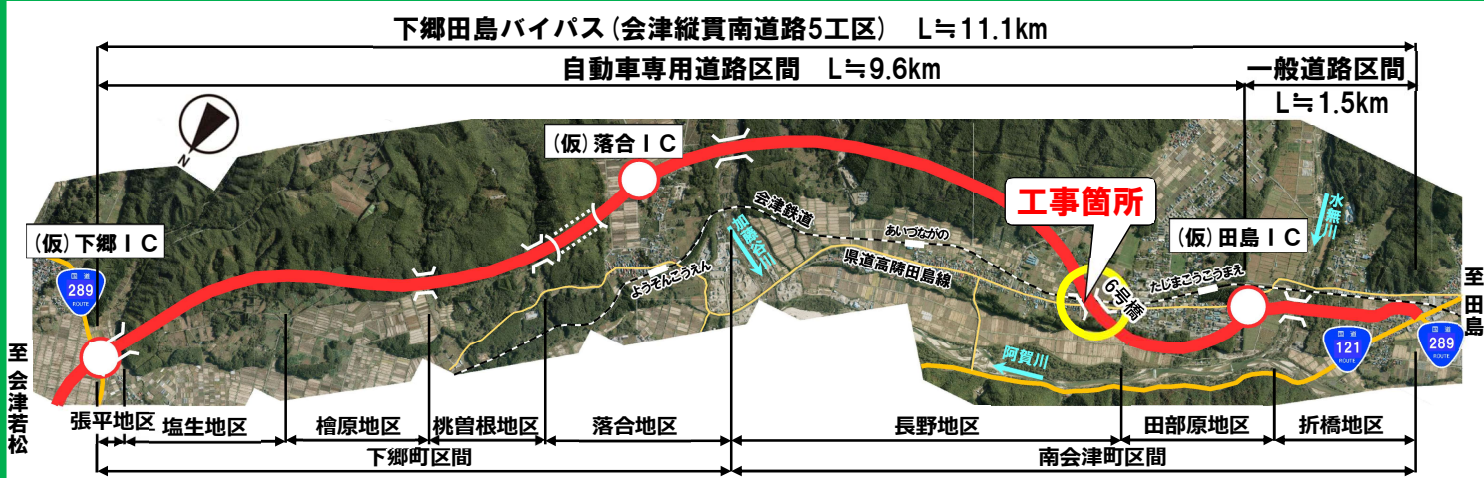 下郷田島バイパス(会津縦貫南道路5工区) L≒11.1km
自動車専用道路区間 L≒9.6km
一般道路区間
L≒1.5km
N
(仮)落合IC
会津鉄道
加藤谷川
あいづながの
県道高陦田島線
ようそんこうえん
工事箇所
6号橋
たじまこうこうまえ
(仮)田島IC
水無川
至田島
(仮)下郷IC
国道
289
ROUTE
至会津若松
阿賀川
国道
121
ROUTE
国道
289
ROUTE
張平地区
塩生地区
檜原地区
桃曽根地区
落合地区
長野地区
田部原地区
折橋地区
下郷町区間
南会津町区間